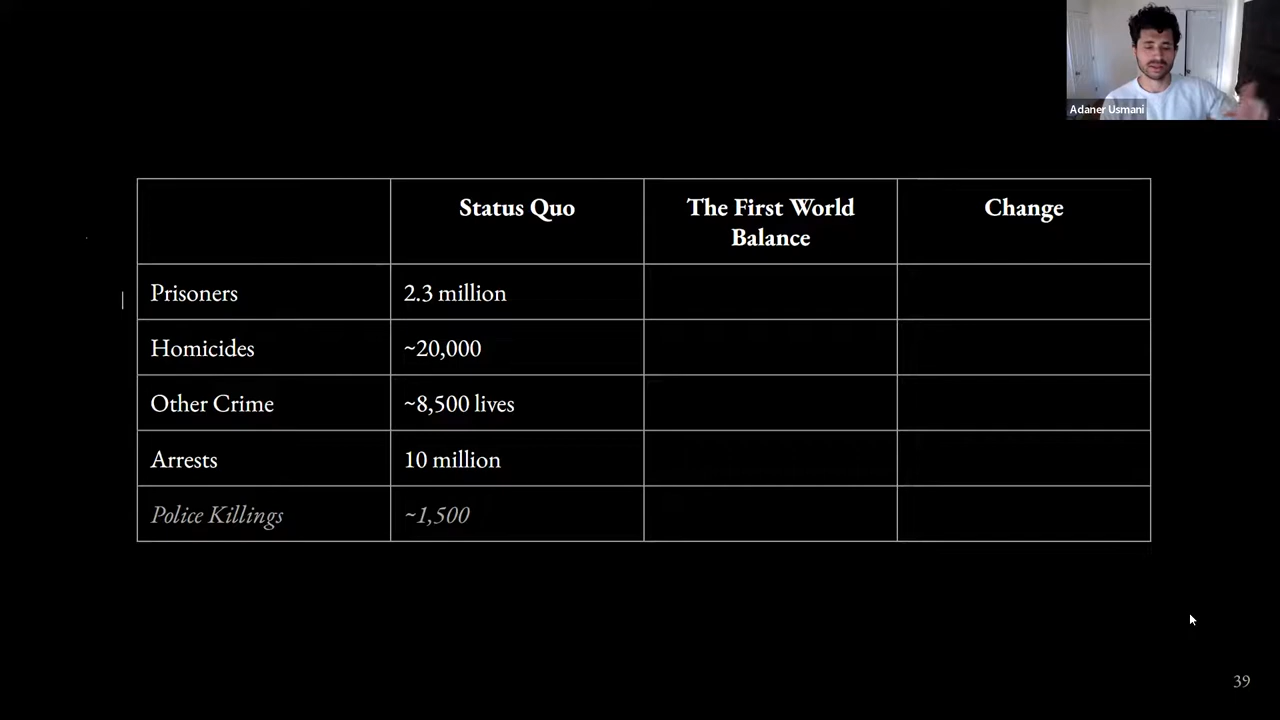 Adaner Usmani
Status Quo
The First World
Balance
Change
Prisoners
2.3 million
Homicides
~20,000
Other Crime
~8,500 lives
Arrests
10 million
Police Killings
~1,500
39